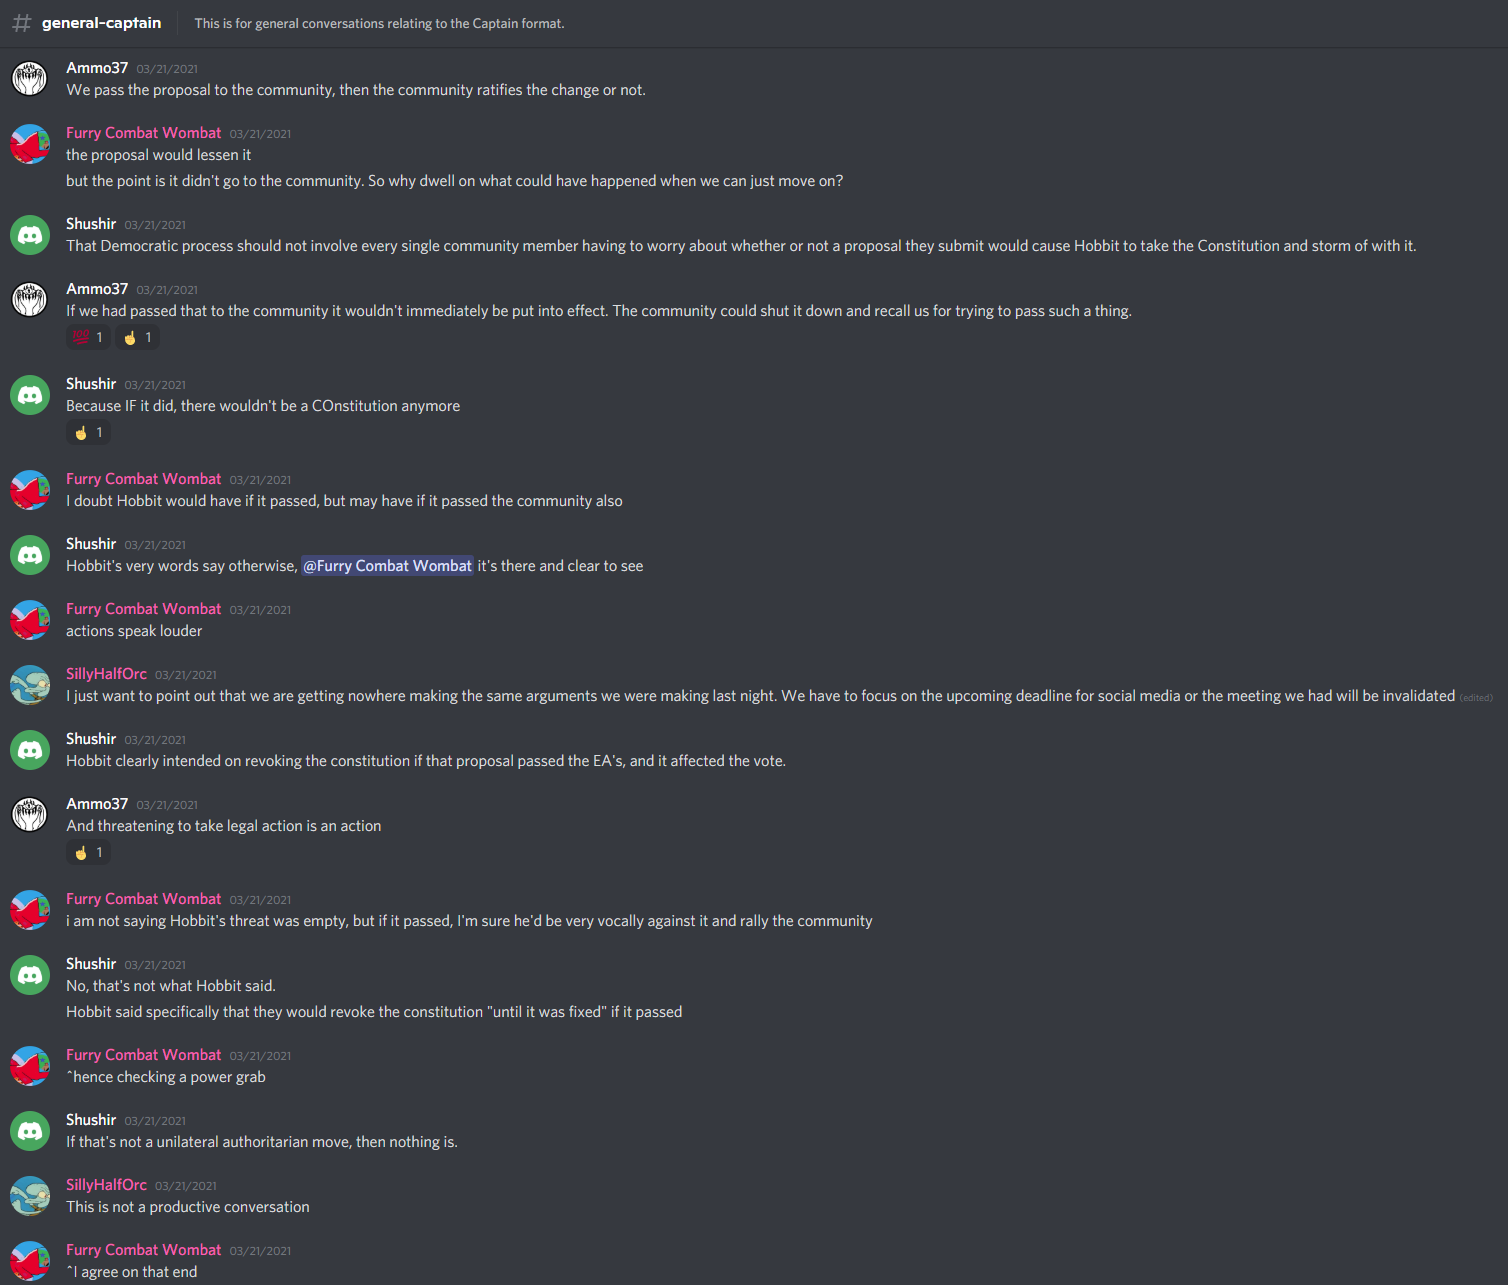 # general-captain This is for general conversations relating to the Captain format.
Ammo37 03/21/2021
We pass the proposal to the community, then the community ratifies the change or not.
Furry Combat Wombat 03/21/2021
the proposal would lessen it
but the point is it didn't go to the community. So why dwell on what could have happened when we can just move on?
Shushir 03/21/2021
That Democratic process should not involve every single community member having to worry about whether or not a proposal they submit would cause Hobbit to take the Constitution and storm of with it.
Ammo37 03/21/2021
If we had passed that to the community it wouldn't immediately be put into effect. The community could shut it down and recall us for trying to pass such a thing.
💯 1 ☝ 1
Shushir 03/21/2021
Because IF it did, there wouldn't be a COnstitution anymore
☝ 1
Furry Combat Wombat 03/21/2021
I doubt Hobbit would have if it passed, but may have if it passed the community also
Shushir 03/21/2021
Hobbit's very words say otherwise, @Furry Combat Wombat it's there and clear to see
Furry Combat Wombat 03/21/2021
actions speak louder
SillyHalfOrc 03/21/2021
I just want to point out that we are getting nowhere making the same arguments we were making last night. We have to focus on the upcoming deadline for social media or the meeting we had will be invalidated (edited)
Shushir 03/21/2021
Hobbit clearly intended on revoking the constitution if that proposal passed the EA's, and it affected the vote.
Ammo37 03/21/2021
And threatening to take legal action is an action
☝ 1
Furry Combat Wombat 03/21/2021
i am not saying Hobbit's threat was empty, but if it passed, I'm sure he'd be very vocally against it and rally the community
Shushir 03/21/2021
No, that's not what Hobbit said.
Hobbit said specifically that they would revoke the constitution "until it was fixed" if it passed
Furry Combat Wombat 03/21/2021
^hence checking a power grab
Shushir 03/21/2021
If that's not a unilateral authoritarian move, then nothing is.
SillyHalfOrc 03/21/2021
This is not a productive conversation
Furry Combat Wombat 03/21/2021
^I agree on that end